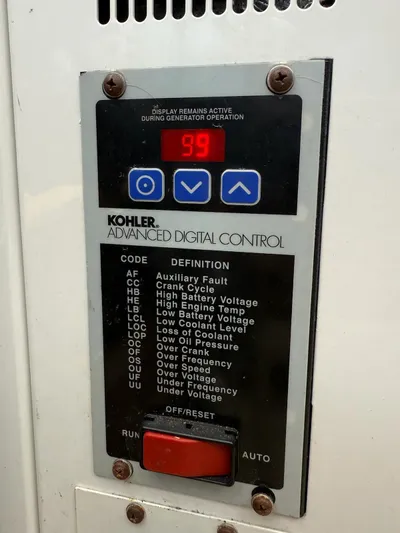 DISPLAY REMAINS ACTIVE
DURING GENERATOR OPERATION
99
KOHLER®
ADVANCED DIGITAL CONTROL
CODE DEFINITION
AF Auxiliary Fault
CC Crank Cycle
HB High Battery Voltage
HE High Engine Temp
LB Low Battery Voltage
LCL Low Coolant Level
LOC Loss of Coolant
LOP Low Oil Pressure
OC Over Crank
OF Over Frequency
OS Over Speed
OU Over Voltage
UF Under Frequency
UU Under Voltage
OFF/RESET
RUN
AUTO